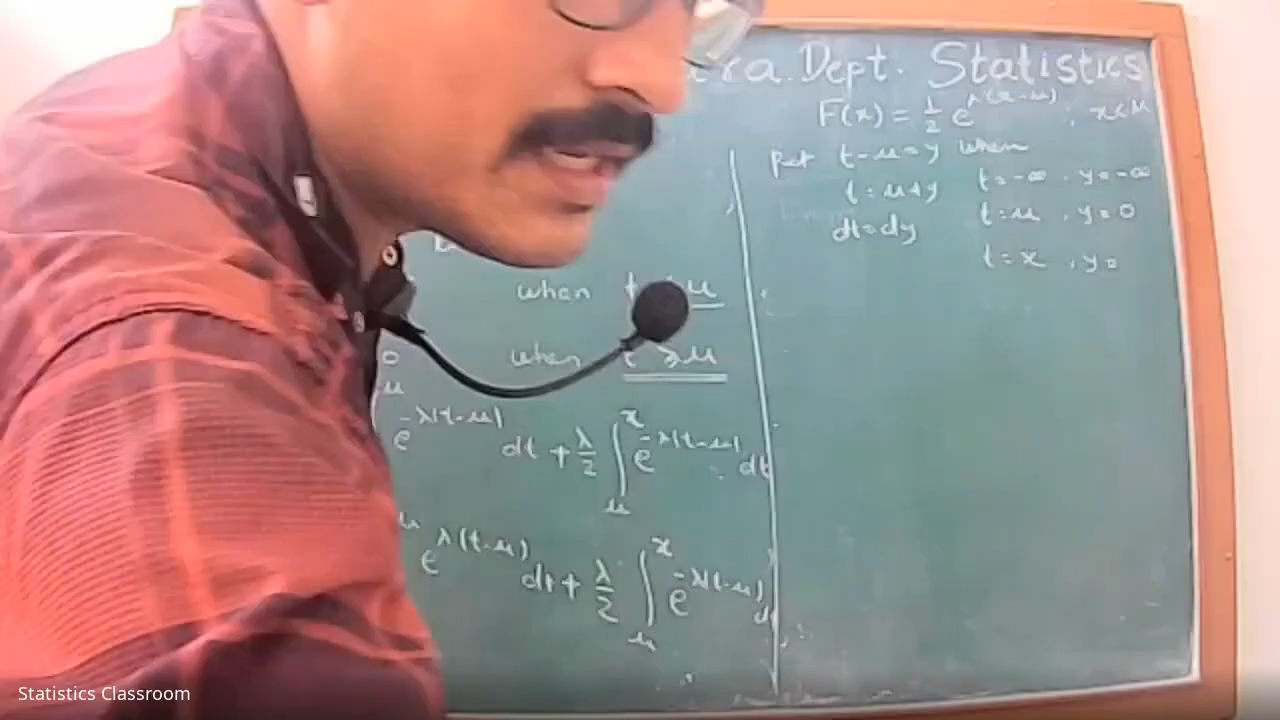 Dept. Statistics
F(x) = 1/2 e^λ(x-μ) ; x<μ
put t-μ=y when
t=μ+y t=-∞, y=-∞
dt=dy t=μ, y=0
t=x, y=
when t μ
0 when t ≥ μ
μ
e^-λ(t-μ) dt + λ/2 ∫_μ^x e^-λ(t-μ) dt
μ
e^λ(t-μ) dt + λ/2 ∫_μ^x e^-λ(t-μ) dt
Statistics Classroom